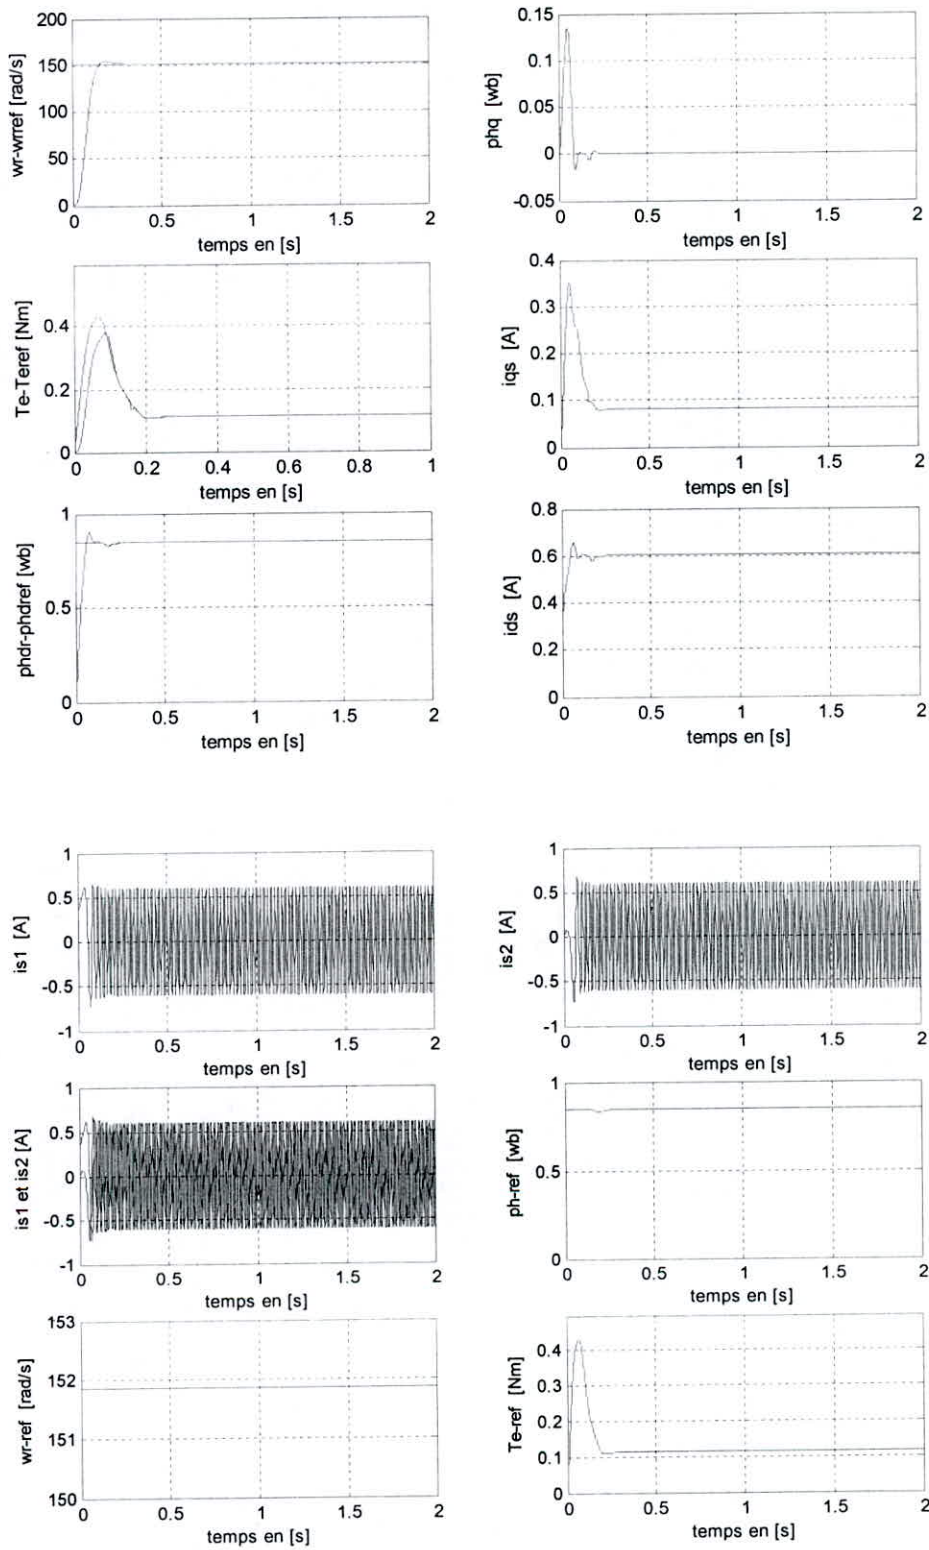 200
150
100
50
0
wr-wrref [rad/s]
0 0.5 1 1.5 2
temps en [s]
0.15
0.1
0.05
0
-0.05
phq [wb]
0 0.5 1 1.5 2
temps en [s]
0.4
0.2
0
Te-Teref [Nm]
0 0.2 0.4 0.6 0.8 1
temps en [s]
0.4
0.3
0.2
0.1
0
iqs [A]
0 0.5 1 1.5 2
temps en [s]
1
0.5
0
phdr-phdref [wb]
0 0.5 1 1.5 2
temps en [s]
0.8
0.6
0.4
0.2
0
ids [A]
0 0.5 1 1.5 2
temps en [s]
1
0.5
0
-0.5
-1
is1 [A]
0 0.5 1 1.5 2
temps en [s]
1
0.5
0
-0.5
-1
is2 [A]
0 0.5 1 1.5 2
temps en [s]
1
0.5
0
-0.5
-1
is1 et is2 [A]
0 0.5 1 1.5 2
temps en [s]
1
0.5
0
ph-ref [wb]
0 0.5 1 1.5 2
temps en [s]
153
152
151
150
wr-ref [rad/s]
0 0.5 1 1.5 2
temps en [s]
0.4
0.3
0.2
0.1
0
Te-ref [Nm]
0 0.5 1 1.5 2
temps en [s]